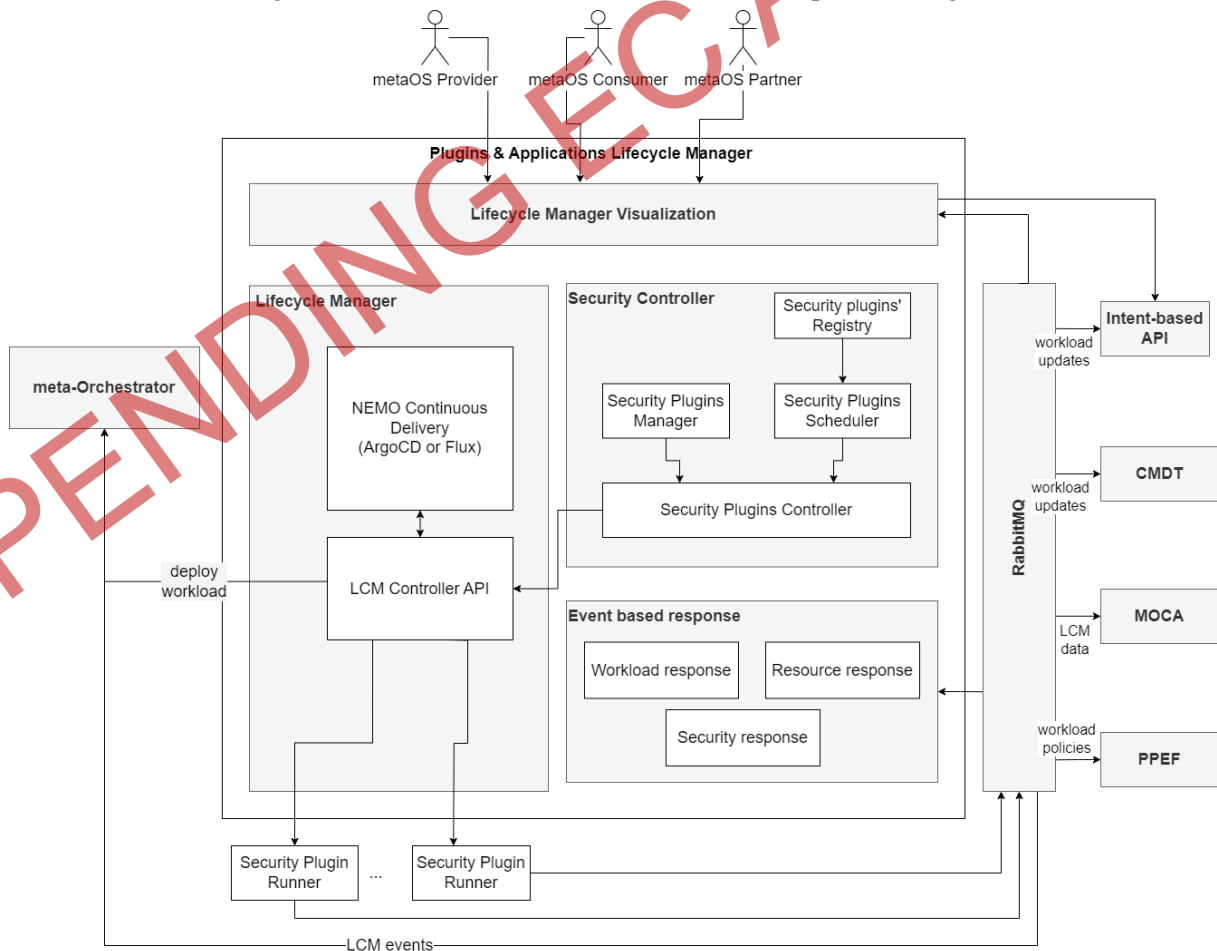 metaOS Provider
metaOS Consumer
metaOS Partner
Plugins & Applications Lifecycle Manager
Lifecycle Manager Visualization
Lifecycle Manager
NEMO Continuous
Delivery
(ArgoCD or Flux)
LCM Controller API
meta-Orchestrator
deploy
workload
Security Controller
Security plugins'
Registry
Security Plugins
Manager
Security Plugins
Scheduler
Security Plugins Controller
Event based response
Workload response
Resource response
Security response
RabbitMQ
Intent-based
API
workload
updates
CMDT
workload
updates
MOCA
LCM
data
PPEF
workload
policies
Security Plugin
Runner
...
Security Plugin
Runner
LCM events
PENDING EC A